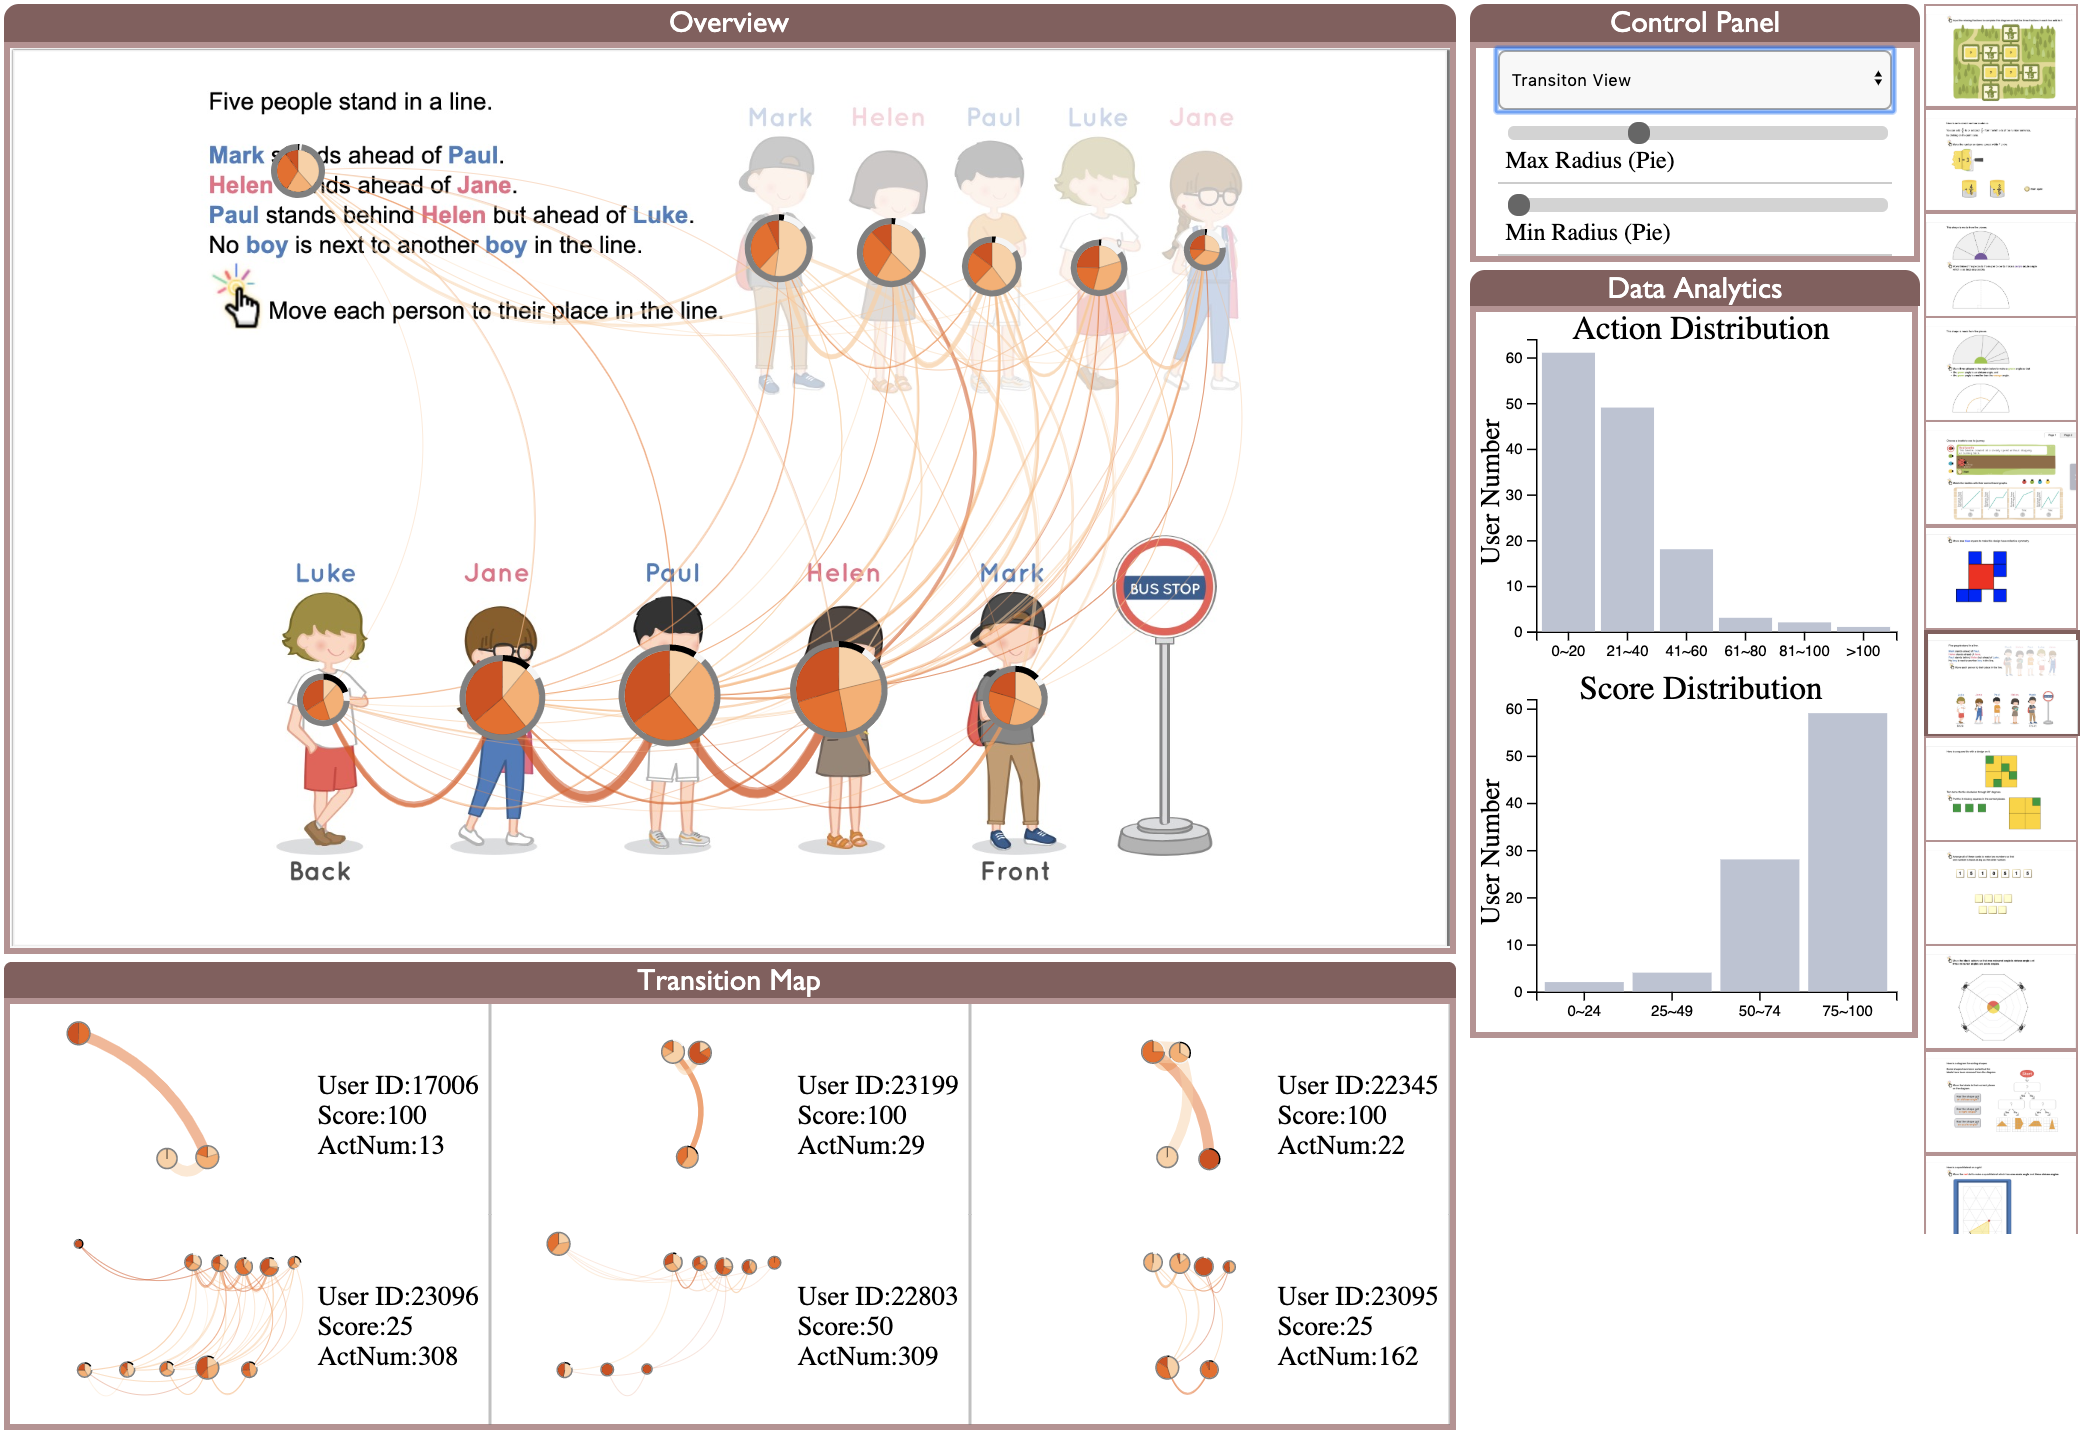 Overview
Five people stand in a line.
Mark s ds ahead of Paul.
Helen nds ahead of Jane.
Paul stands behind Helen but ahead of Luke.
No boy is next to another boy in the line.
Move each person to their place in the line.
Mark Helen Paul Luke Jane
Luke Jane Paul Helen Mark
BUS STOP
Back Front
Transition Map
User ID:17006
Score:100
ActNum:13
User ID:23199
Score:100
ActNum:29
User ID:22345
Score:100
ActNum:22
User ID:23096
Score:25
ActNum:308
User ID:22803
Score:50
ActNum:309
User ID:23095
Score:25
ActNum:162
Control Panel
Transiton View
Max Radius (Pie)
Min Radius (Pie)
Data Analytics
Action Distribution
User Number
60
50
40
30
20
10
0
0~20 21~40 41~60 61~80 81~100 >100
Score Distribution
User Number
60
50
40
30
20
10
0
0~24 25~49 50~74 75~100